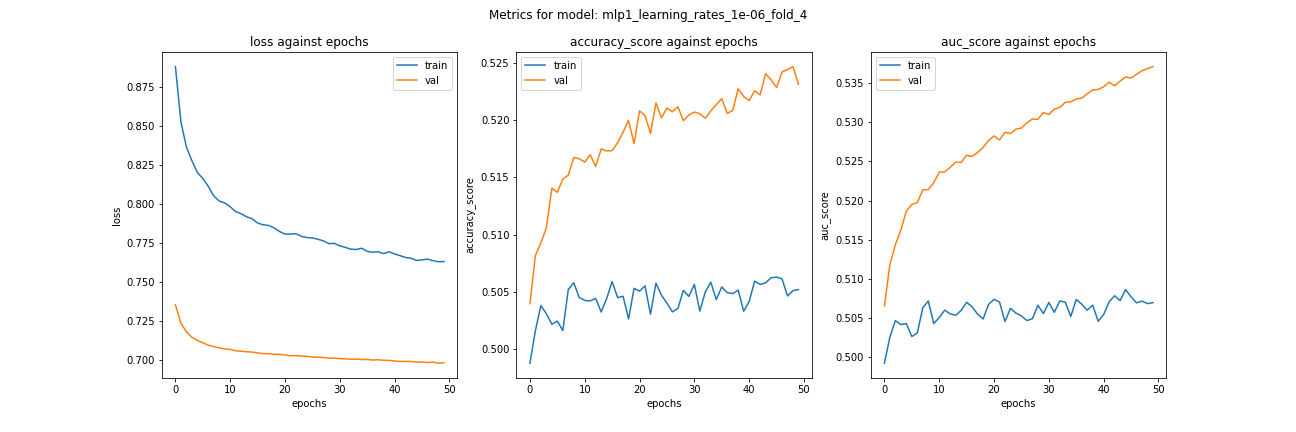 Metrics for model: mlp1_learning_rates_1e-06_fold_4
loss against epochs
train
val
0.875
0.850
0.825
0.800
0.775
0.750
0.725
0.700
loss
0
10
20
30
40
50
epochs
accuracy_score against epochs
train
val
0.525
0.520
0.515
0.510
0.505
0.500
accuracy_score
0
10
20
30
40
50
epochs
auc_score against epochs
train
val
0.535
0.530
0.525
0.520
0.515
0.510
0.505
0.500
auc_score
0
10
20
30
40
50
epochs